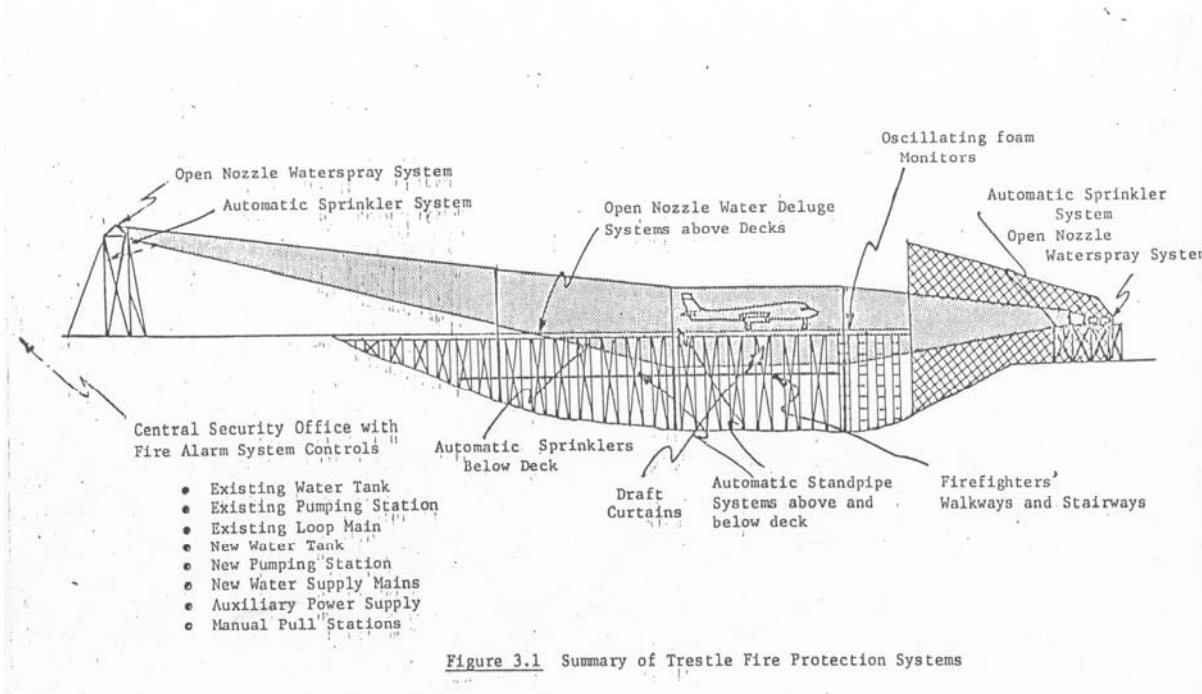 Open Nozzle Waterspray System
Automatic Sprinkler System
Open Nozzle Water Deluge
Systems above Decks
Oscillating foam
Monitors
Automatic Sprinkler
System
Open Nozzle
Waterspray System
Central Security Office with
Fire Alarm System Controls
• Existing Water Tank
• Existing Pumping Station
• Existing Loop Main
• New Water Tank
• New Pumping Station
• New Water Supply Mains
• Auxiliary Power Supply
• Manual Pull Stations
Automatic Sprinklers
Below Deck
Draft
Curtains
Automatic Standpipe
Systems above and
below deck
Firefighters'
Walkways and Stairways
Figure 3.1 Summary of Trestle Fire Protection Systems